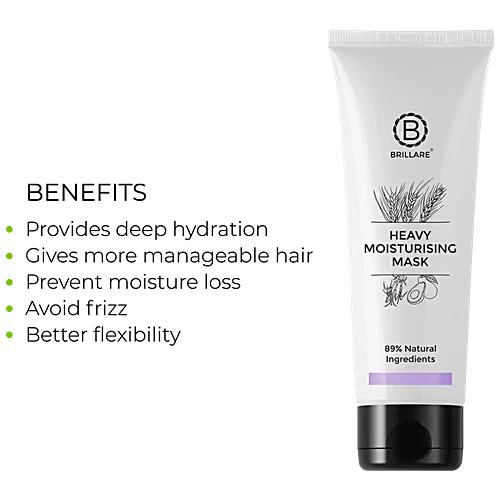 BENEFITS
Provides deep hydration
Gives more manageable hair
Prevent moisture loss
Avoid frizz
Better flexibility
B
BRILLARE®
HEAVY
MOISTURISING
MASK
89% Natural
Ingredients